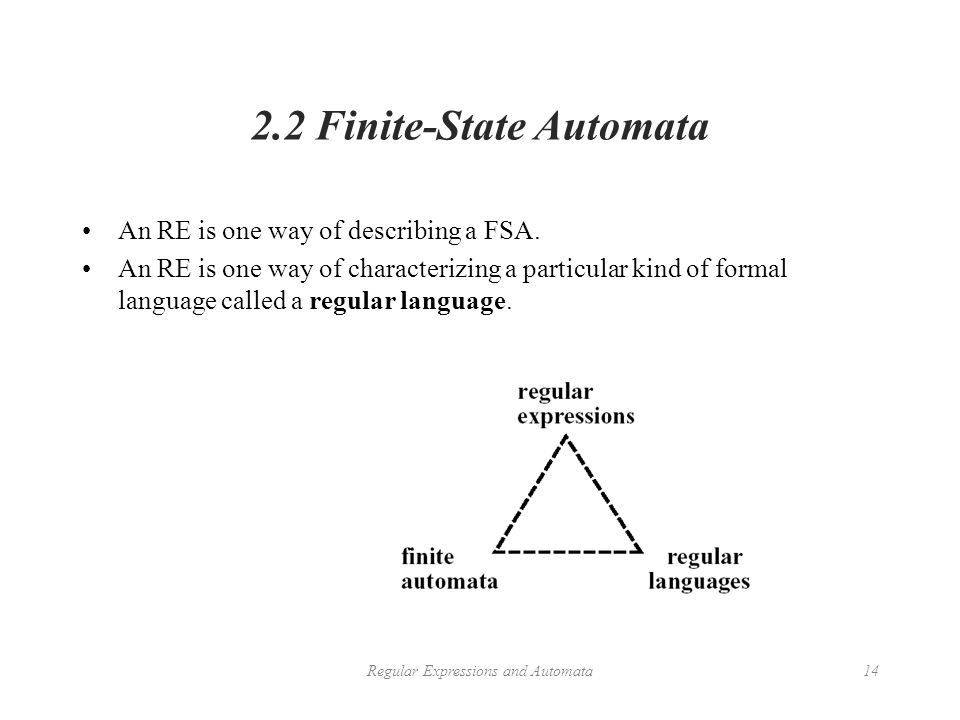 2.2 Finite-State Automata
• An RE is one way of describing a FSA.
• An RE is one way of characterizing a particular kind of formal
language called a regular language.
regular
expressions
finite
automata
regular
languages
Regular Expressions and Automata
14